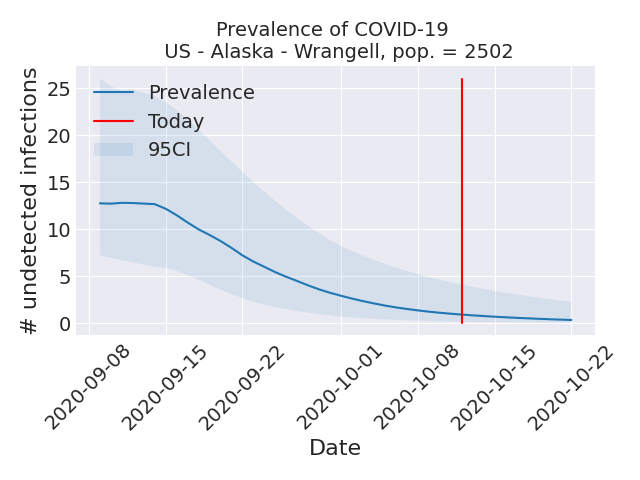 Prevalence of COVID-19
US - Alaska - Wrangell, pop. = 2502
# undetected infections
25
20
15
10
5
0
Prevalence
Today
95CI
2020-09-08
2020-09-15
2020-09-22
2020-10-01
2020-10-08
2020-10-15
2020-10-22
Date